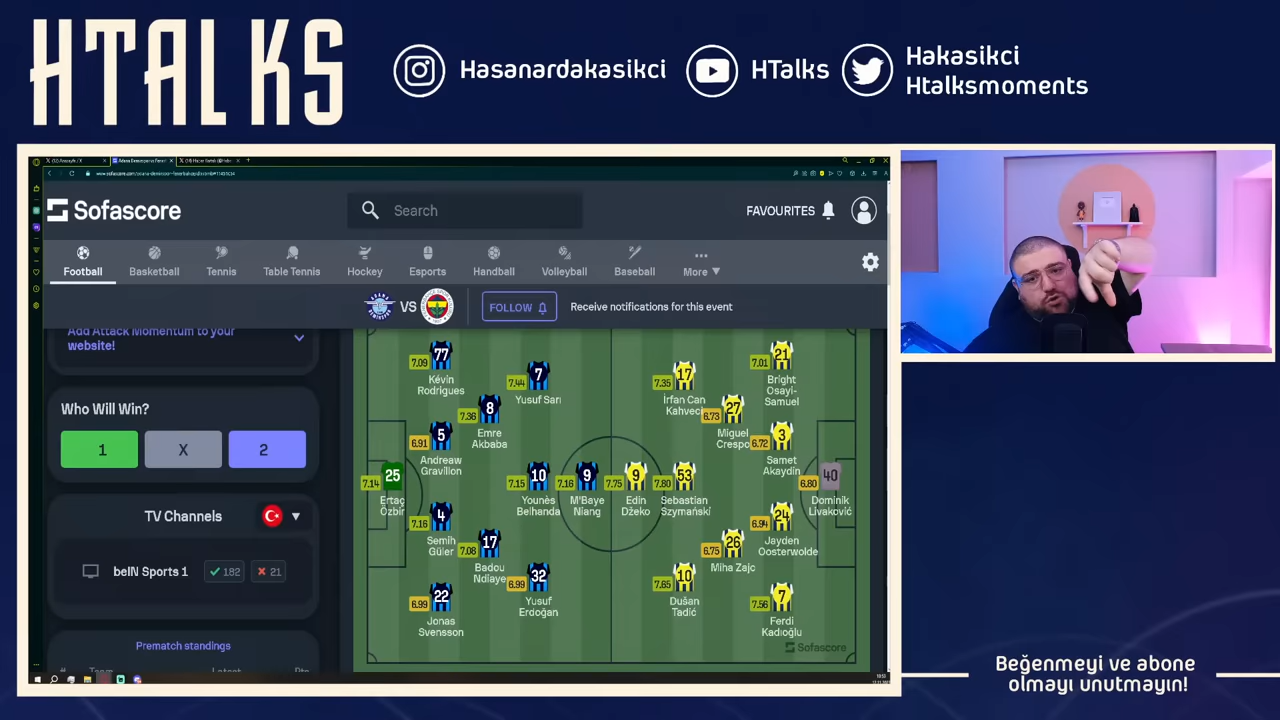 HTALKS
Hasanardakasikci
HTalks
Hakasikci
Htalksmoments
Sofascore
Search
FAVOURITES
Football
Basketball
Tennis
Table Tennis
Hockey
Esports
Handball
Volleyball
Baseball
More
VS
FOLLOW
Receive notifications for this event
Add Attack Momentum to your
website!
Who Will Win?
1
X
2
TV Channels
beIN Sports 1
182
21
Prematch standings
77
7.09
Kévin
Rodrigues
5
6.91
Andreaw
Gravillon
25
7.14
Ertaç
Özbir
4
7.16
Semih
Güler
22
6.99
Jonas
Svensson
8
7.36
Emre
Akbaba
17
7.08
Badou
Ndiaye
7
7.44
Yusuf Sarı
10
7.15
Younès
Belhanda
32
6.99
Yusuf
Erdoğan
9
7.16
M'Baye
Niang
9
7.75
Edin
Džeko
17
7.35
İrfan Can
Kahveci
53
7.80
Sebastian
Szymański
10
7.65
Dušan
Tadić
27
6.73
Miguel
Crespo
26
6.75
Miha Zajc
21
7.01
Bright
Osayi-
Samuel
3
6.72
Samet
Akaydin
24
6.94
Jayden
Oosterwolde
7
7.56
Ferdi
Kadıoğlu
40
6.80
Dominik
Livaković
Sofascore
Beğenmeyi ve abone
olmayı unutmayın!